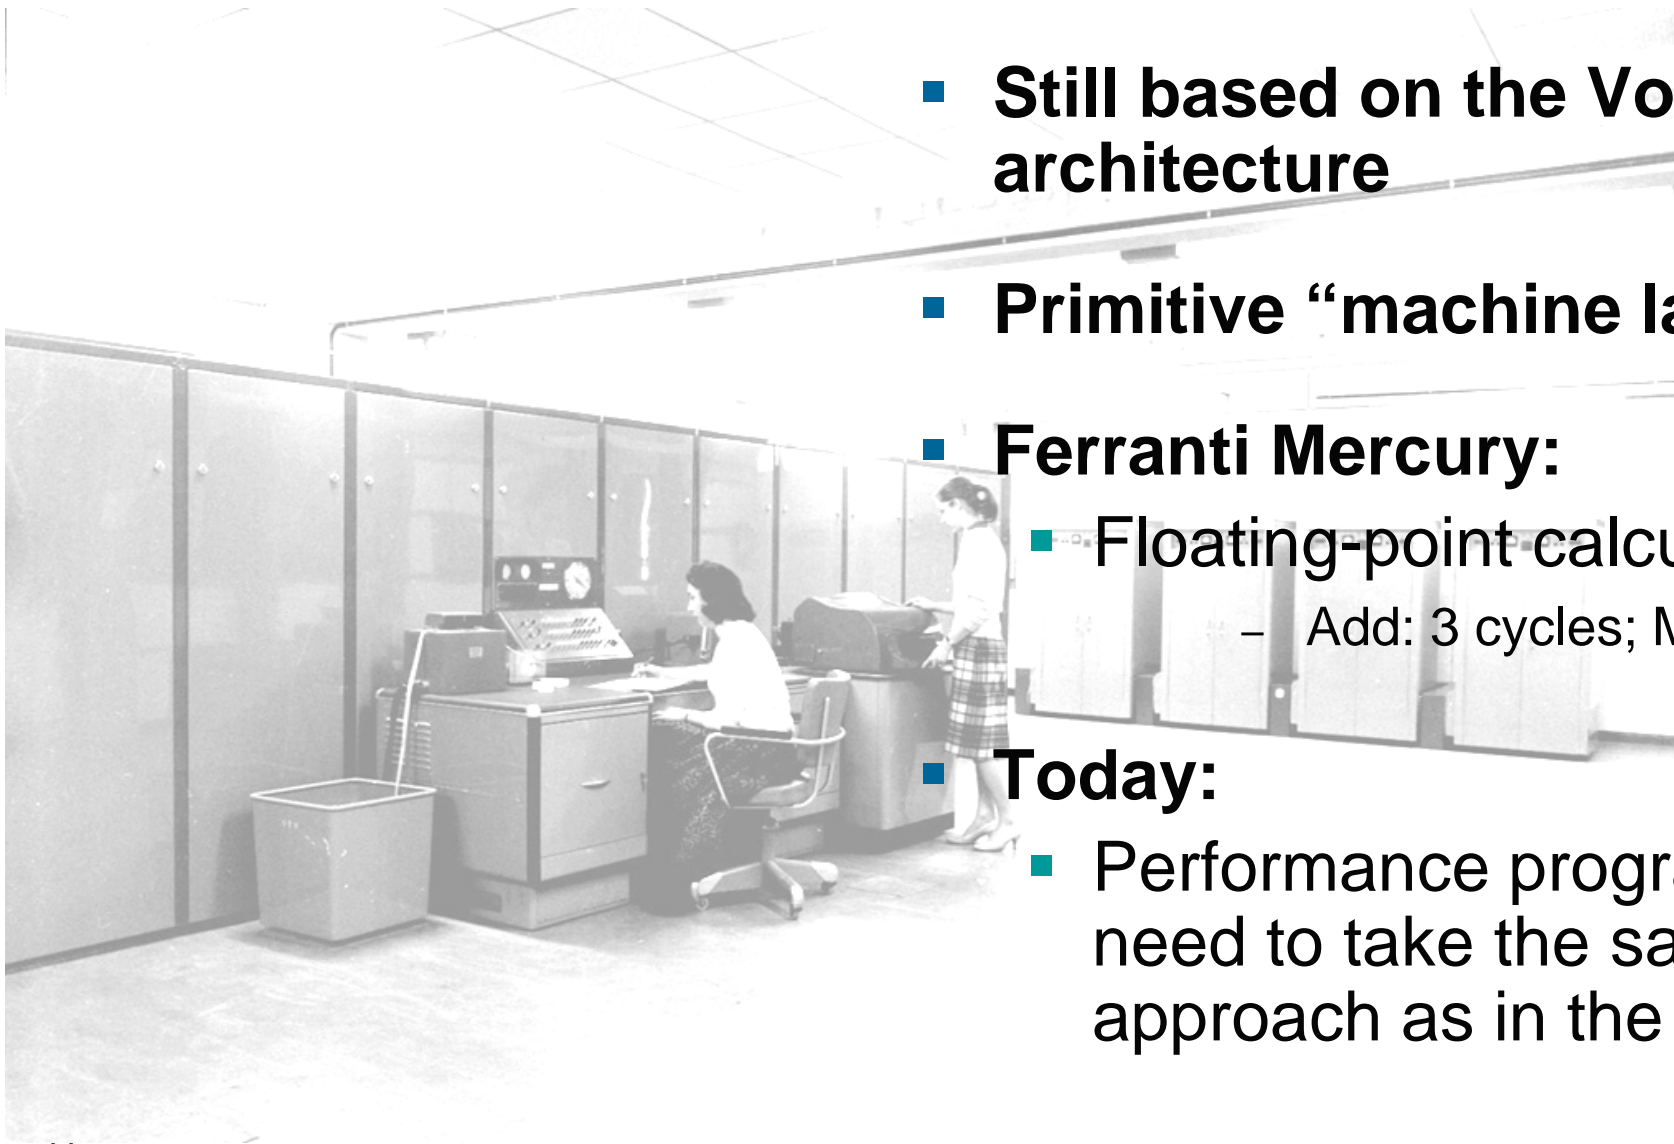 Still based on the Vo
architecture
Primitive “machine la
Ferranti Mercury:
Floating-point calcu
– Add: 3 cycles; M
Today:
Performance progra
need to take the sa
approach as in the